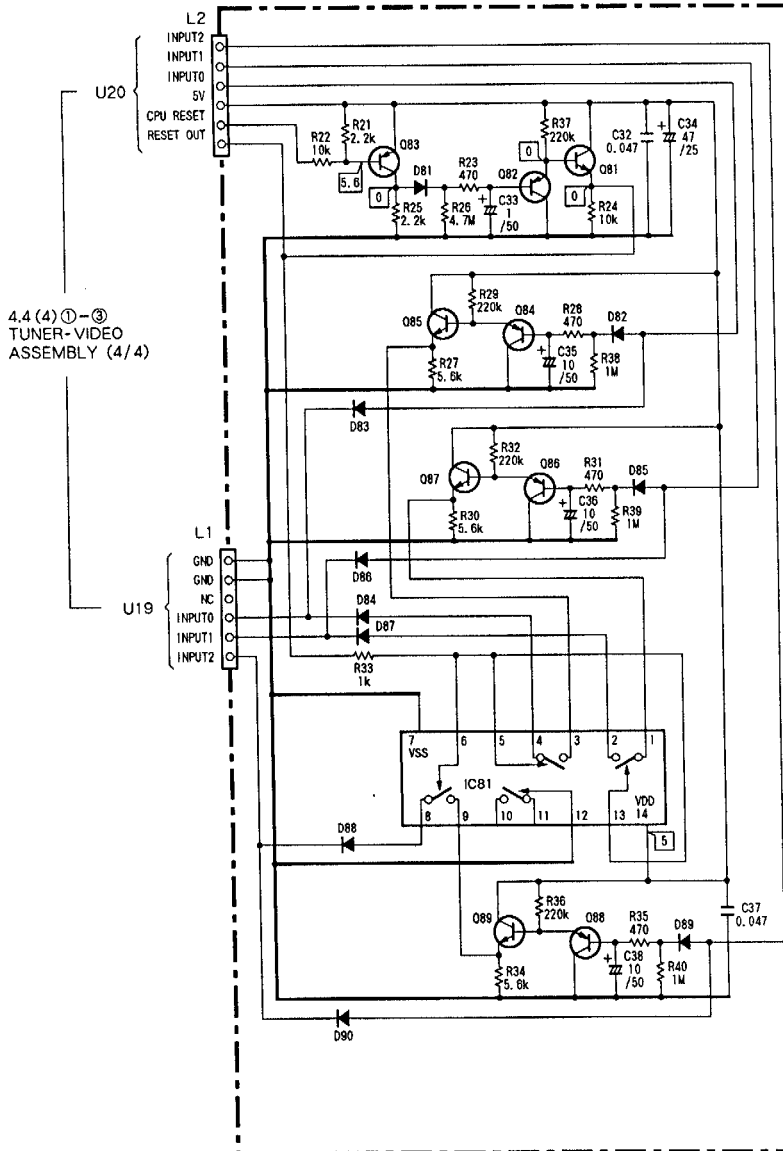 L2
INPUT2
INPUT1
INPUT0
5V
CPU RESET
RESET OUT
U20
R22
10k
R21
2.2k
Q83
5.6
0
D81
R25
2.2k
R26
4.7M
R23
470
+
C33
1
/50
Q82
R37
220k
0
Q81
0
R24
10k
C32
0.047
+
C34
47
/25
4.4 (4) ①-③
TUNER-VIDEO
ASSEMBLY (4/4)
Q85
R29
220k
Q84
R28
470
D82
R27
5.6k
+
C35
10
/50
R38
1M
D83
Q87
R32
220k
Q86
R31
470
D85
R30
5.6k
+
C36
10
/50
R39
1M
D86
L1
GND
GND
NC
INPUT0
INPUT1
INPUT2
U19
D84
D87
R33
1k
7
VSS
6
5
4
3
2
1
IC81
8
9
10
11
12
13
VDD
14
5
D88
Q89
R36
220k
Q88
R35
470
D89
C37
0.047
R34
5.6k
+
C38
10
/50
R40
1M
D90